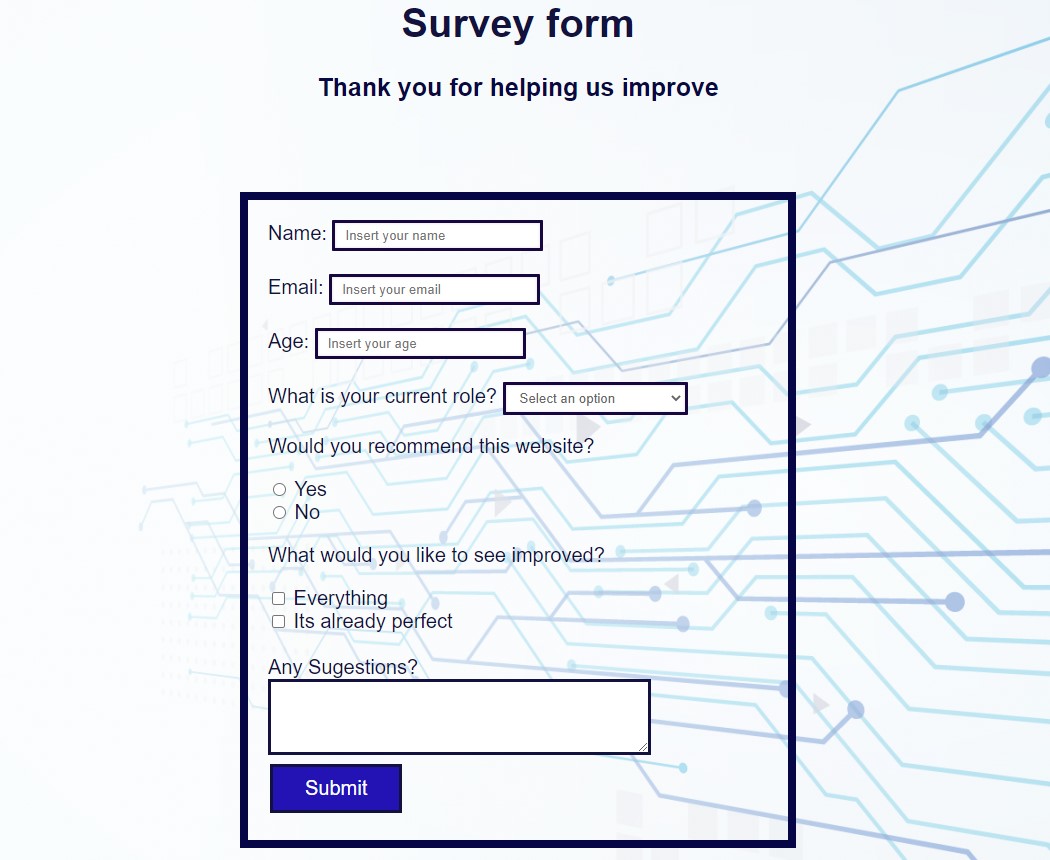 Survey form
Thank you for helping us improve
Name: Insert your name
Email: Insert your email
Age: Insert your age
What is your current role? Select an option
Would you recommend this website?
Yes
No
What would you like to see improved?
Everything
Its already perfect
Any Sugestions?
Submit